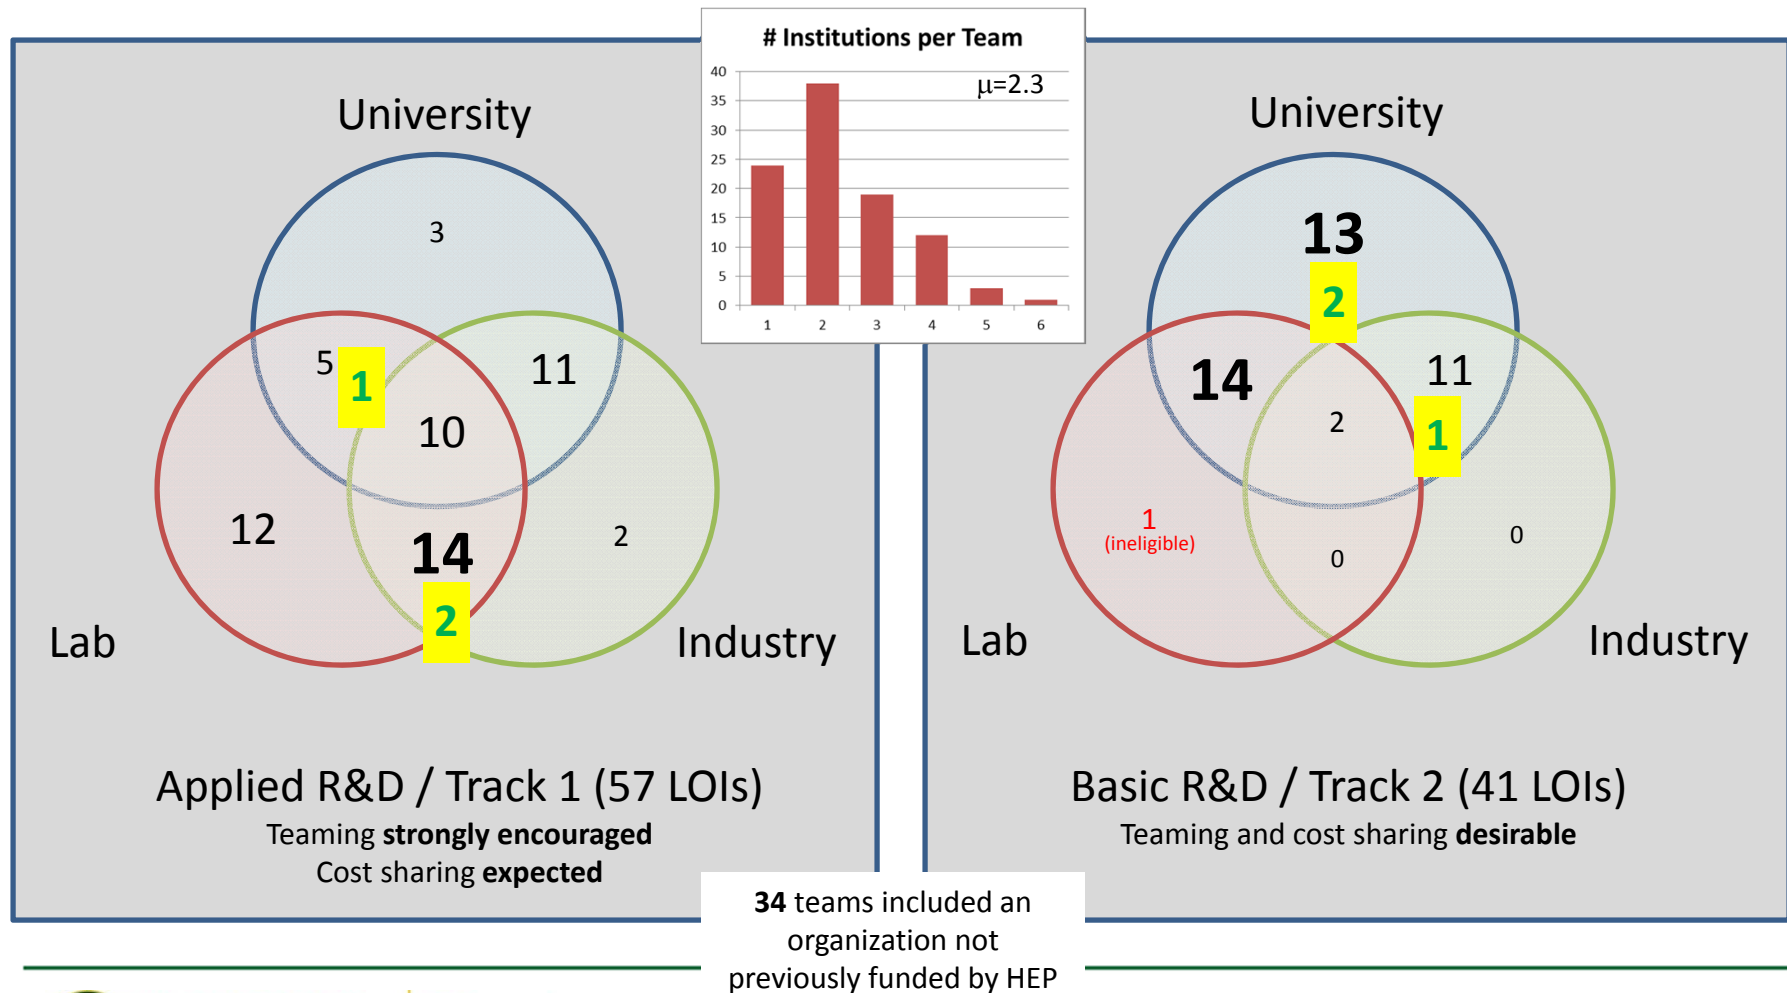 # Institutions per Team
μ=2.3
40
35
30
25
20
15
10
5
0
1 2 3 4 5 6
University
3
5
1
11
10
12
14
2
2
Lab
Industry
Applied R&D / Track 1 (57 LOIs)
Teaming strongly encouraged
Cost sharing expected
University
13
2
14
11
2
1
1
(ineligible)
0
0
Lab
Industry
Basic R&D / Track 2 (41 LOIs)
Teaming and cost sharing desirable
34 teams included an
organization not
previously funded by HEP